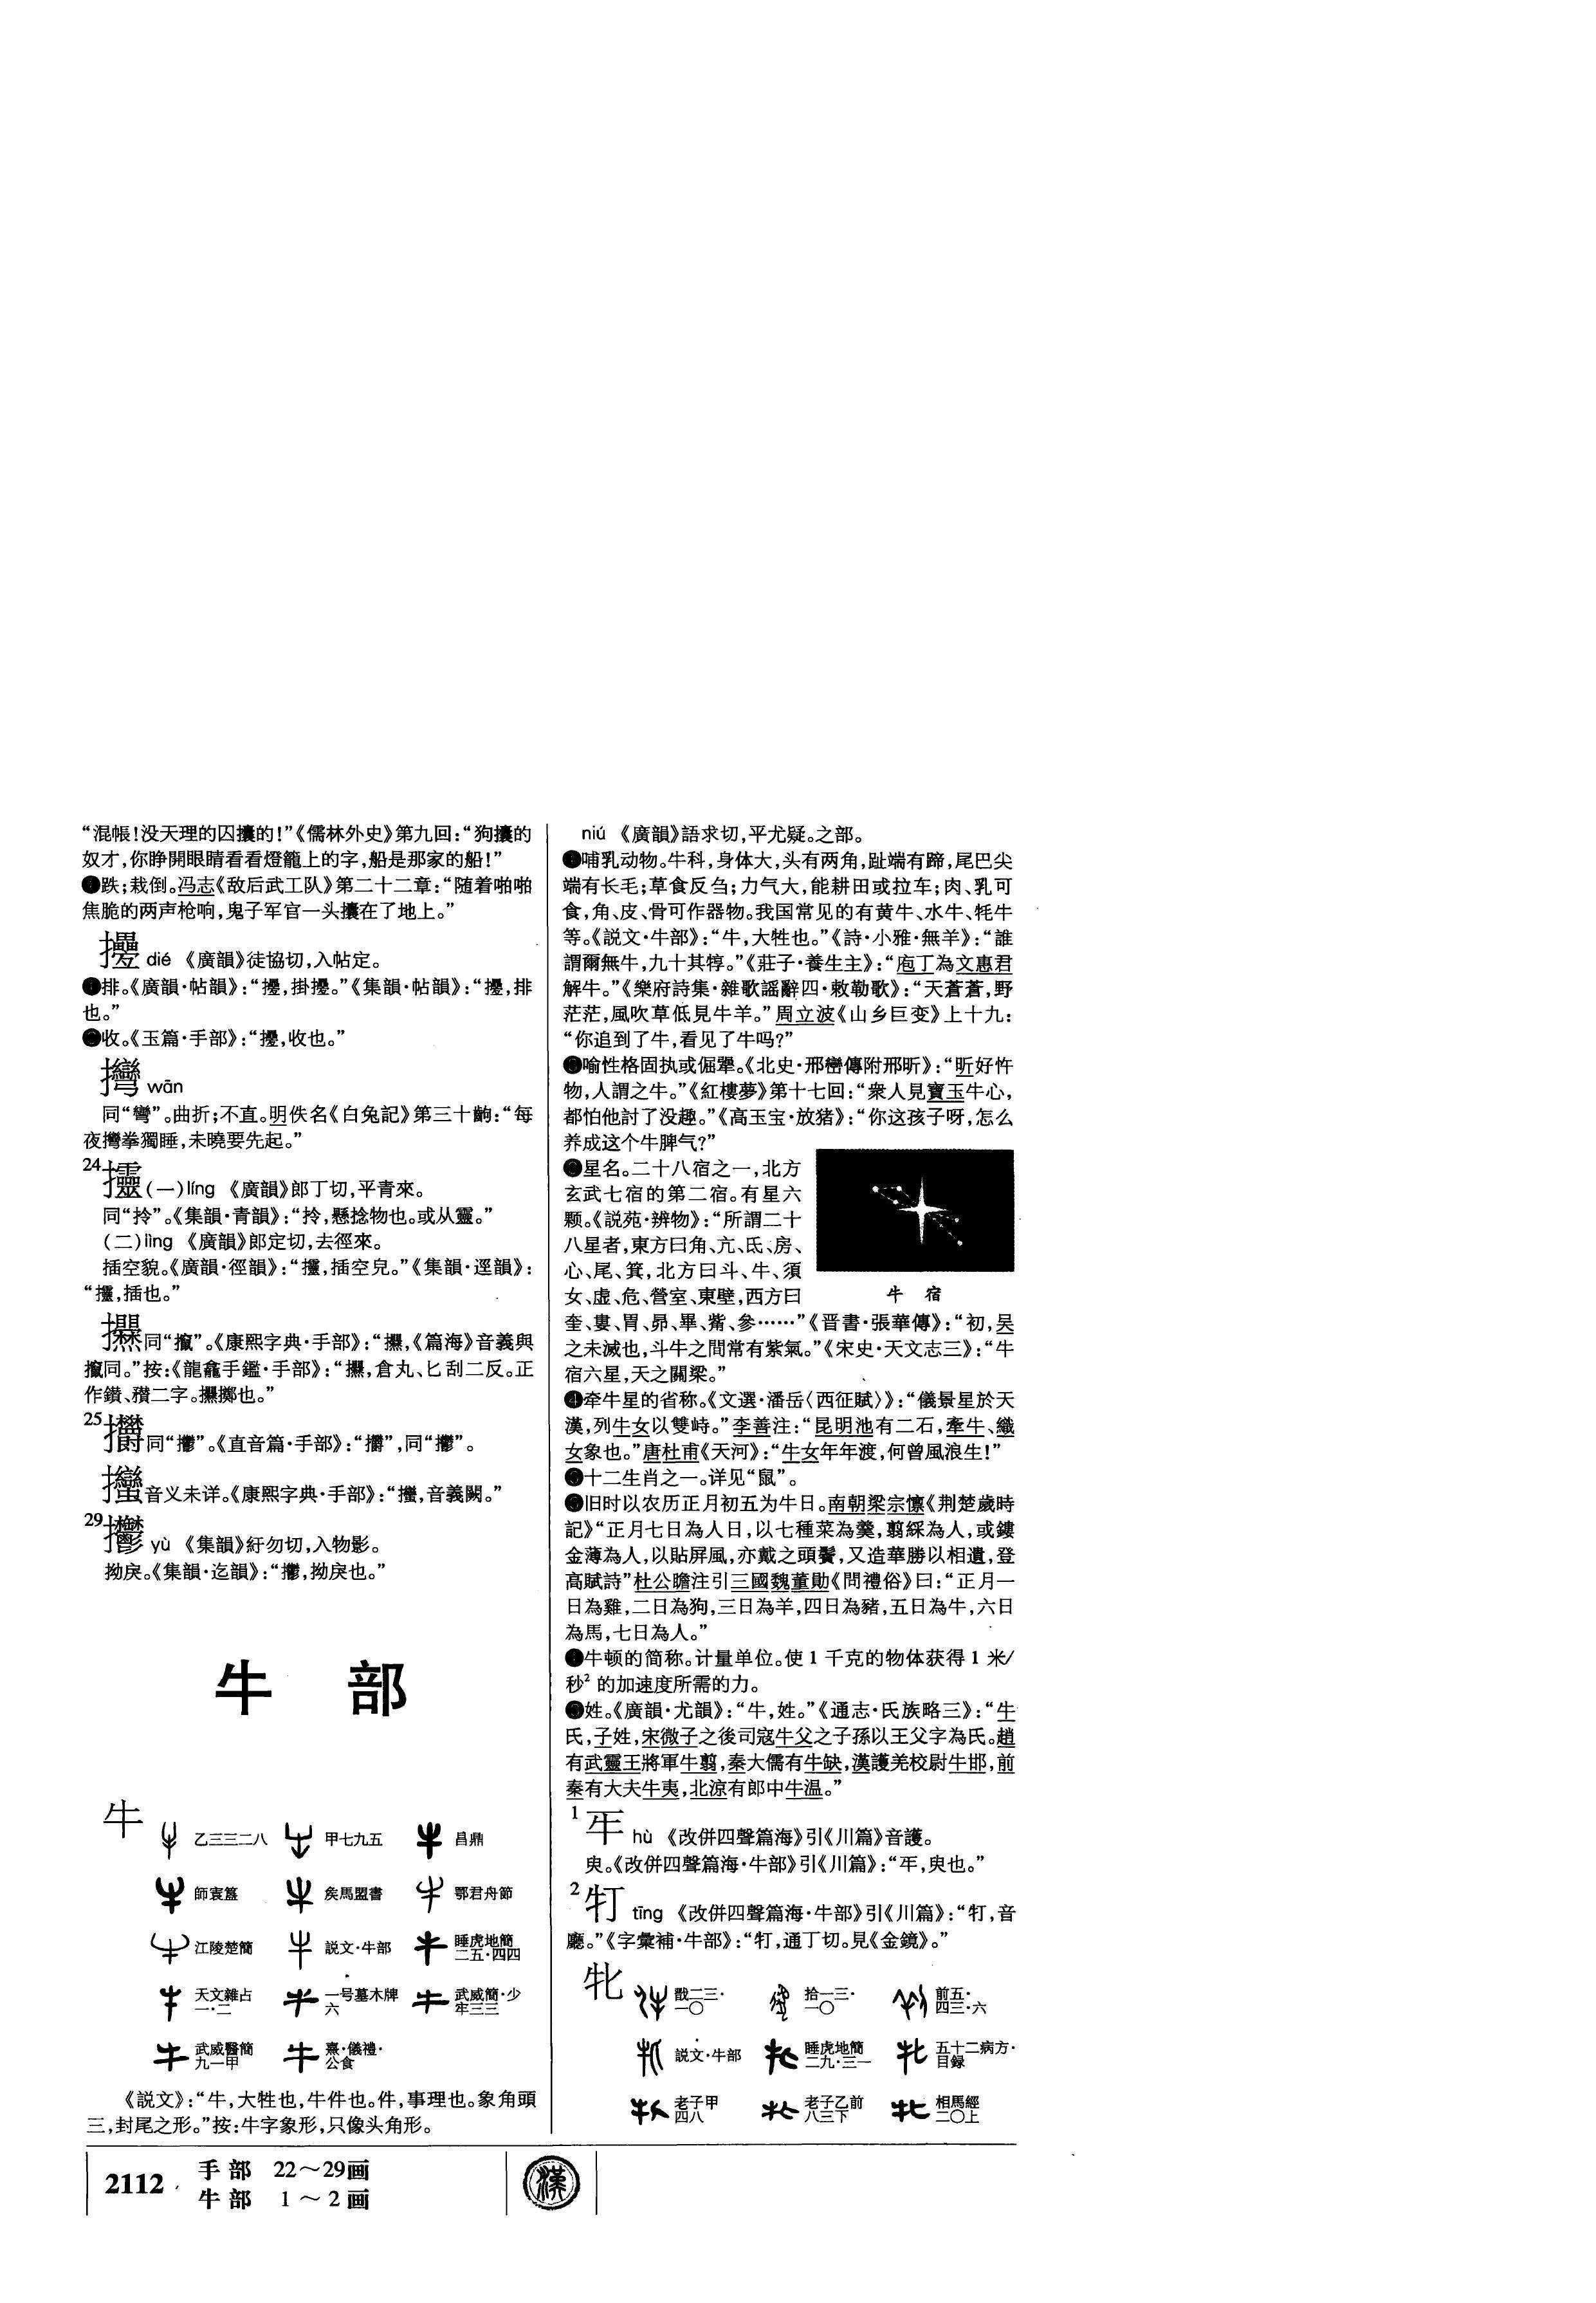 “混帳！没天理的囚攮的！”《儒林外史》第九回：“狗攮的
奴才，你睁開眼睛看看燈籠上的字，船是那家的船！”
跌；栽倒。冯志《敌后武工队》第二十二章：“随着啪啪
焦脆的两声枪响，鬼子军官一头攮在了地上。”
dié 《廣韻》徒協切，入帖定。
排。《廣韻·帖韻》：“掛。”《集韻·帖韻》：“排
也。”
收。《玉篇·手部》：“收也。”
wān
同“彎”。曲折；不直。明佚名《白兔記》第三十齣：“每
夜拳獨睡，未曉要先起。”
24
(一)líng 《廣韻》郎丁切，平青來。
同“拎”。《集韻·青韻》：“拎，懸捻物也。或从靈。”
(二)lìng 《廣韻》郎定切，去徑來。
插空貌。《廣韻·徑韻》：“插空皃。”《集韻·逕韻》：
“插也。”
同“攛”。《康熙字典·手部》：“《篇海》音義與
攛同。”按：《龍龕手鑑·手部》：“倉丸、匕刮二反。正
作鑚、二字。擲也。”
25
同“”。《直音篇·手部》：“”，同“”。
音义未详。《康熙字典·手部》：“音義闕。”
29
yù 《集韻》紆勿切，入物影。
拗戾。《集韻·迄韻》：“拗戾也。”
牛 部
牛 乙三三二八 甲七九五 昌鼎
師㝨簋 矦馬盟書 鄂君舟節
江陵楚簡 説文·牛部 睡虎地簡二五·四四
天文雜占一·二 一号墓木牌六 武威簡·少牢三三
武威醫簡九一甲 熹·儀禮·公食
《説文》：“牛，大牲也，牛件也。件，事理也。象角頭
三，封尾之形。”按：牛字象形，只像头角形。
niú 《廣韻》語求切，平尤疑。之部。
哺乳动物。牛科，身体大，头有两角，趾端有蹄，尾巴尖
端有长毛；草食反刍；力气大，能耕田或拉车；肉、乳可
食，角、皮、骨可作器物。我国常见的有黄牛、水牛、牦牛
等。《説文·牛部》：“牛，大牲也。”《詩·小雅·無羊》：“誰
謂爾無牛，九十其犉。”《莊子·養生主》：“庖丁為文惠君
解牛。”《樂府詩集·雜歌謡辭四·敕勒歌》：“天蒼蒼，野
茫茫，風吹草低見牛羊。”周立波《山乡巨变》上十九：
“你追到了牛，看见了牛吗？”
喻性格固执或倔犟。《北史·邢巒傳附邢昕》：“昕好忤
物，人謂之牛。”《紅樓夢》第十七回：“衆人見寶玉牛心，
都怕他討了没趣。”《高玉宝·放猪》：“你这孩子呀，怎么
养成这个牛脾气？”
星名。二十八宿之一，北方
玄武七宿的第二宿。有星六
颗。《説苑·辨物》：“所謂二十
八星者，東方曰角、亢、氐、房、
心、尾、箕，北方曰斗、牛、須
女、虚、危、營室、東壁，西方曰
牛 宿
奎、婁、胃、昴、畢、觜、參……”《晋書·張華傳》：“初，吴
之未滅也，斗牛之間常有紫氣。”《宋史·天文志三》：“牛
宿六星，天之關梁。”
❹牵牛星的省称。《文選·潘岳〈西征賦〉》：“儀景星於天
漢，列牛女以雙峙。”李善注：“昆明池有二石，牽牛、織
女象也。”唐杜甫《天河》：“牛女年年渡，何曾風浪生！”
十二生肖之一。详见“鼠”。
旧时以农历正月初五为牛日。南朝梁宗懔《荆楚歲時
記》“正月七日為人日，以七種菜為羹，翦綵為人，或鏤
金薄為人，以貼屏風，亦戴之頭鬢，又造華勝以相遺，登
高賦詩”杜公瞻注引三國魏董勛《問禮俗》曰：“正月一
日為雞，二日為狗，三日為羊，四日為豬，五日為牛，六日
為馬，七日為人。”
牛顿的简称。计量单位。使1千克的物体获得1米/
秒² 的加速度所需的力。
姓。《廣韻·尤韻》：“牛，姓。”《通志·氏族略三》：“牛
氏，子姓，宋微子之後司寇牛父之子孫以王父字為氏。趙
有武靈王將軍牛翦，秦大儒有牛缺，漢護羌校尉牛邯，前
秦有大夫牛夷，北涼有郎中牛温。”
1
hù 《改併四聲篇海》引《川篇》音護。
㬰。《改併四聲篇海·牛部》引《川篇》：“㬰也。”
2
㸗 tīng 《改併四聲篇海·牛部》引《川篇》：“音
廳。”《字彙補·牛部》：“通丁切。見《金鏡》。”
牝 戬二三·一〇 拾一三·一〇 前五·四三·六
説文·牛部 睡虎地簡二九·三一 五十二病方·目録
老子甲四八 老子乙前八三下 相馬經二〇上
2112 手部 22～29画
牛部 1～2画
漢